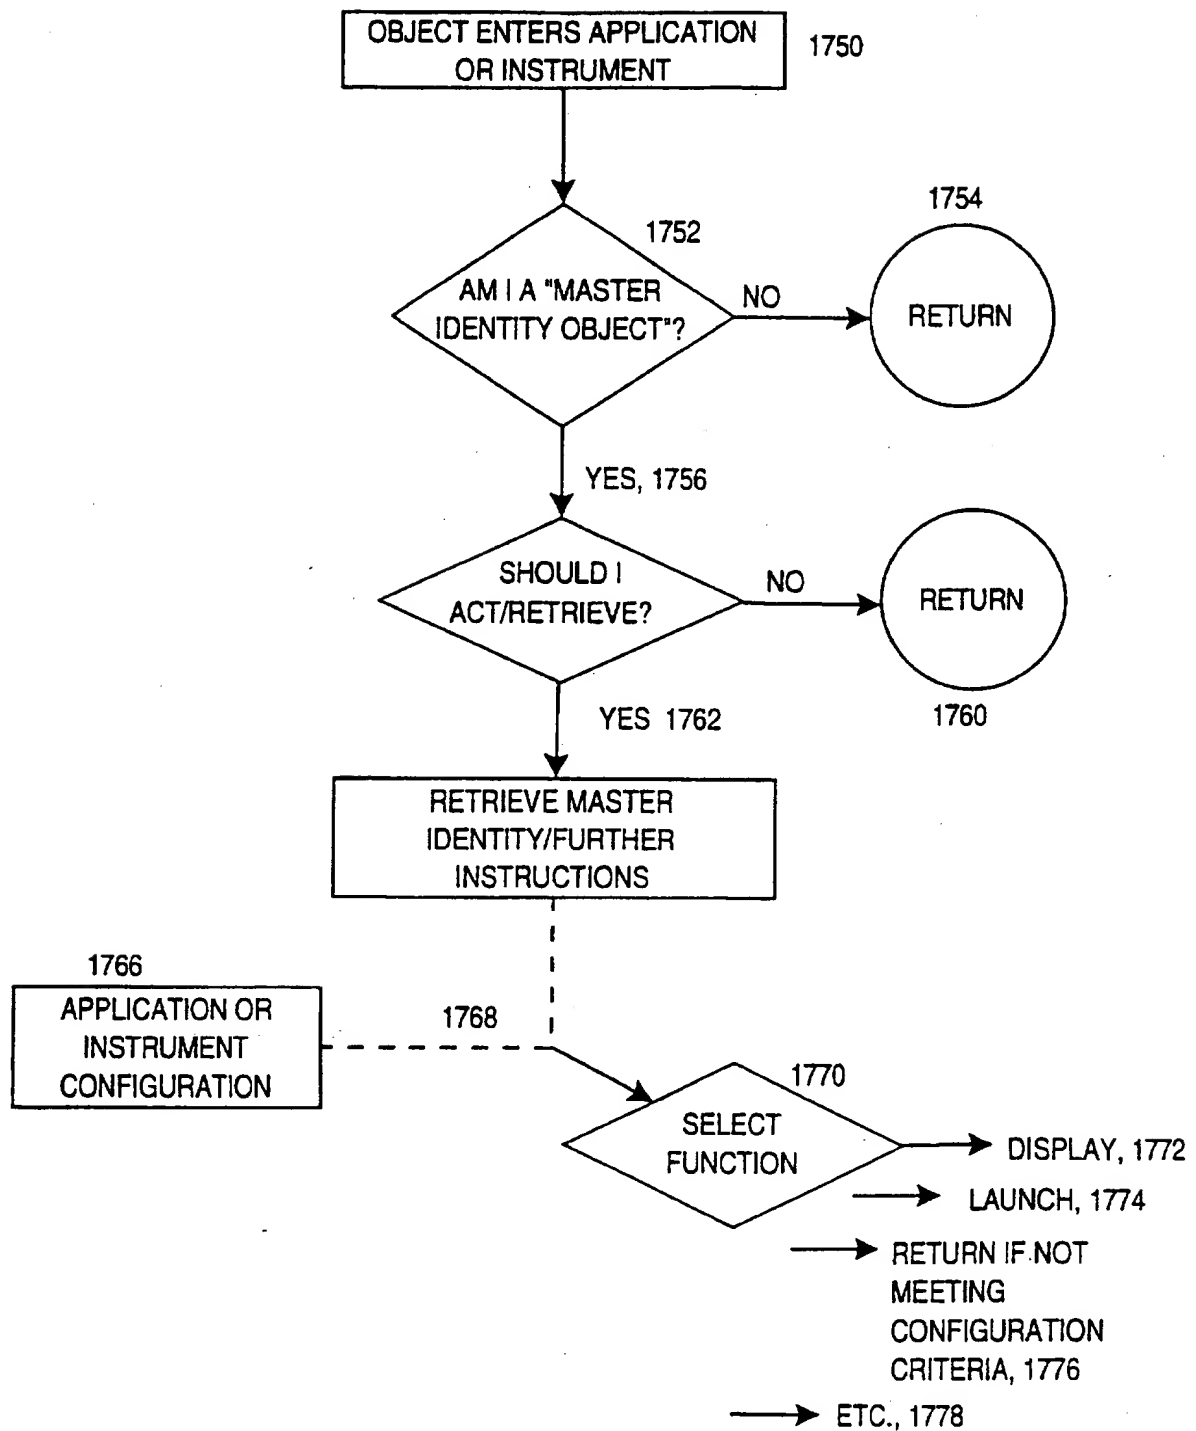 OBJECT ENTERS APPLICATION
OR INSTRUMENT
1750
1752
1754
AM I A "MASTER
IDENTITY OBJECT"?
NO
RETURN
YES, 1756
SHOULD I
ACT/RETRIEVE?
NO
RETURN
1760
YES 1762
RETRIEVE MASTER
IDENTITY/FURTHER
INSTRUCTIONS
1766
APPLICATION OR
INSTRUMENT
CONFIGURATION
1768
1770
SELECT
FUNCTION
DISPLAY, 1772
LAUNCH, 1774
RETURN IF NOT
MEETING
CONFIGURATION
CRITERIA, 1776
ETC., 1778